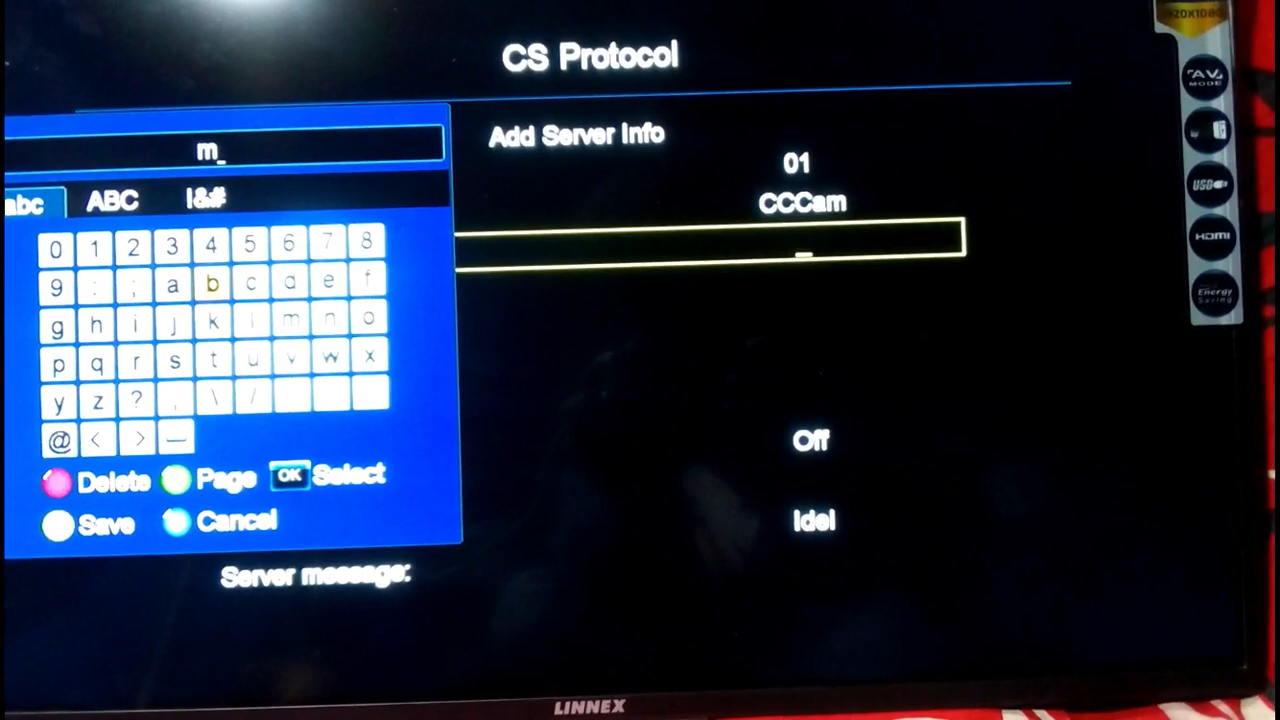 CS Protocol
m_
abc ABC !&#
0 1 2 3 4 5 6 7 8
9 : ; a b c d e f
g h i j k l m n o
p q r s t u v w x
y z ? , \ /
@ < >
Delete Page OK Select
Save Cancel
Add Server Info
01
CCCam
_
Off
Idel
Server message:
LINNEX
1920X1080
AV
MODE
USB
HDMI
Energy
Saving